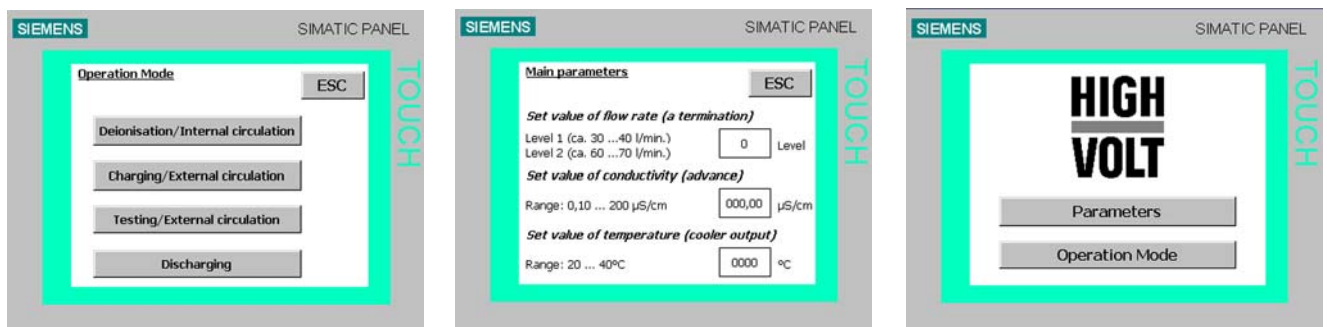 SIEMENS
SIMATIC PANEL
TOUCH
Operation Mode
ESC
Deionisation/Internal circulation
Charging/External circulation
Testing/External circulation
Discharging
SIEMENS
SIMATIC PANEL
TOUCH
Main parameters
ESC
Set value of flow rate (a termination)
Level 1 (ca. 30 ...40 l/min.)
Level 2 (ca. 60 ...70 l/min.)
0 Level
Set value of conductivity (advance)
Range: 0,10 ... 200 µS/cm 000,00 µS/cm
Set value of temperature (cooler output)
Range: 20 ... 40ºC 0000 ºC
SIEMENS
SIMATIC PANEL
TOUCH
HIGH
VOLT
Parameters
Operation Mode